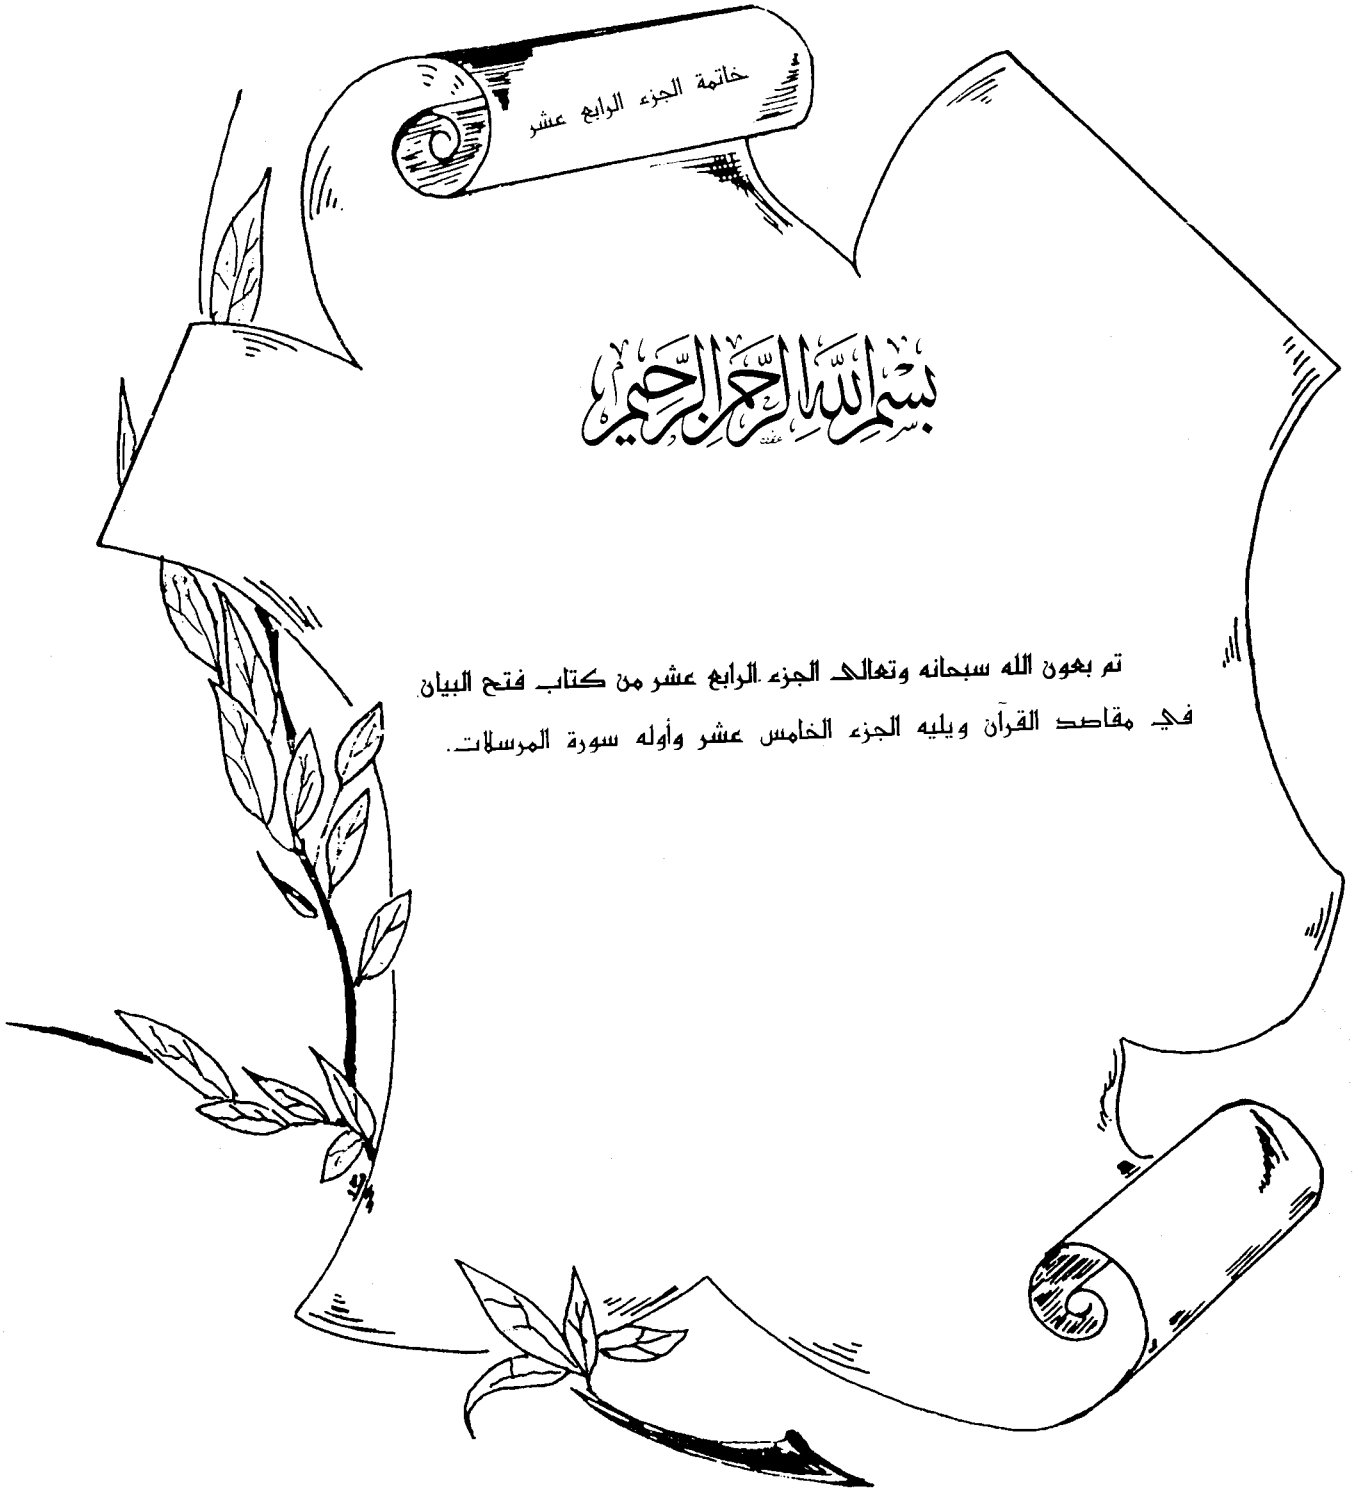 خاتمة الجزء الرابع عشر
بسم الله الرحمن الرحيم
تم بعون الله سبحانه وتعالى الجزء الرابع عشر من كتاب فتح البيان
في مقاصد القرآن ويليه الجزء الخامس عشر وأوله سورة المرسلات.